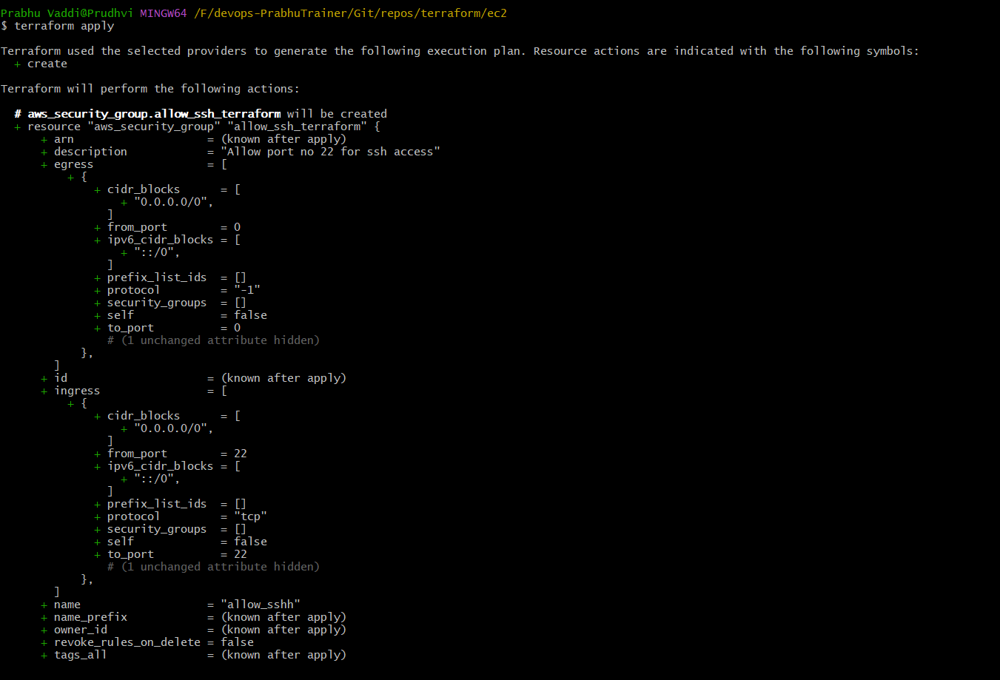 Prabhu Vaddi@Prudhvi MINGW64 /F/devops-PrabhuTrainer/Git/repos/terraform/ec2
$ terraform apply

Terraform used the selected providers to generate the following execution plan. Resource actions are indicated with the following symbols:
  + create

Terraform will perform the following actions:

  # aws_security_group.allow_ssh_terraform will be created
  + resource "aws_security_group" "allow_ssh_terraform" {
      + arn                    = (known after apply)
      + description            = "Allow port no 22 for ssh access"
      + egress                 = [
          + {
              + cidr_blocks      = [
                  + "0.0.0.0/0",
                ]
              + from_port        = 0
              + ipv6_cidr_blocks = [
                  + "::/0",
                ]
              + prefix_list_ids  = []
              + protocol         = "-1"
              + security_groups  = []
              + self             = false
              + to_port          = 0
                # (1 unchanged attribute hidden)
            },
        ]
      + id                     = (known after apply)
      + ingress                = [
          + {
              + cidr_blocks      = [
                  + "0.0.0.0/0",
                ]
              + from_port        = 22
              + ipv6_cidr_blocks = [
                  + "::/0",
                ]
              + prefix_list_ids  = []
              + protocol         = "tcp"
              + security_groups  = []
              + self             = false
              + to_port          = 22
                # (1 unchanged attribute hidden)
            },
        ]
      + name                   = "allow_sshh"
      + name_prefix            = (known after apply)
      + owner_id               = (known after apply)
      + revoke_rules_on_delete = false
      + tags_all               = (known after apply)